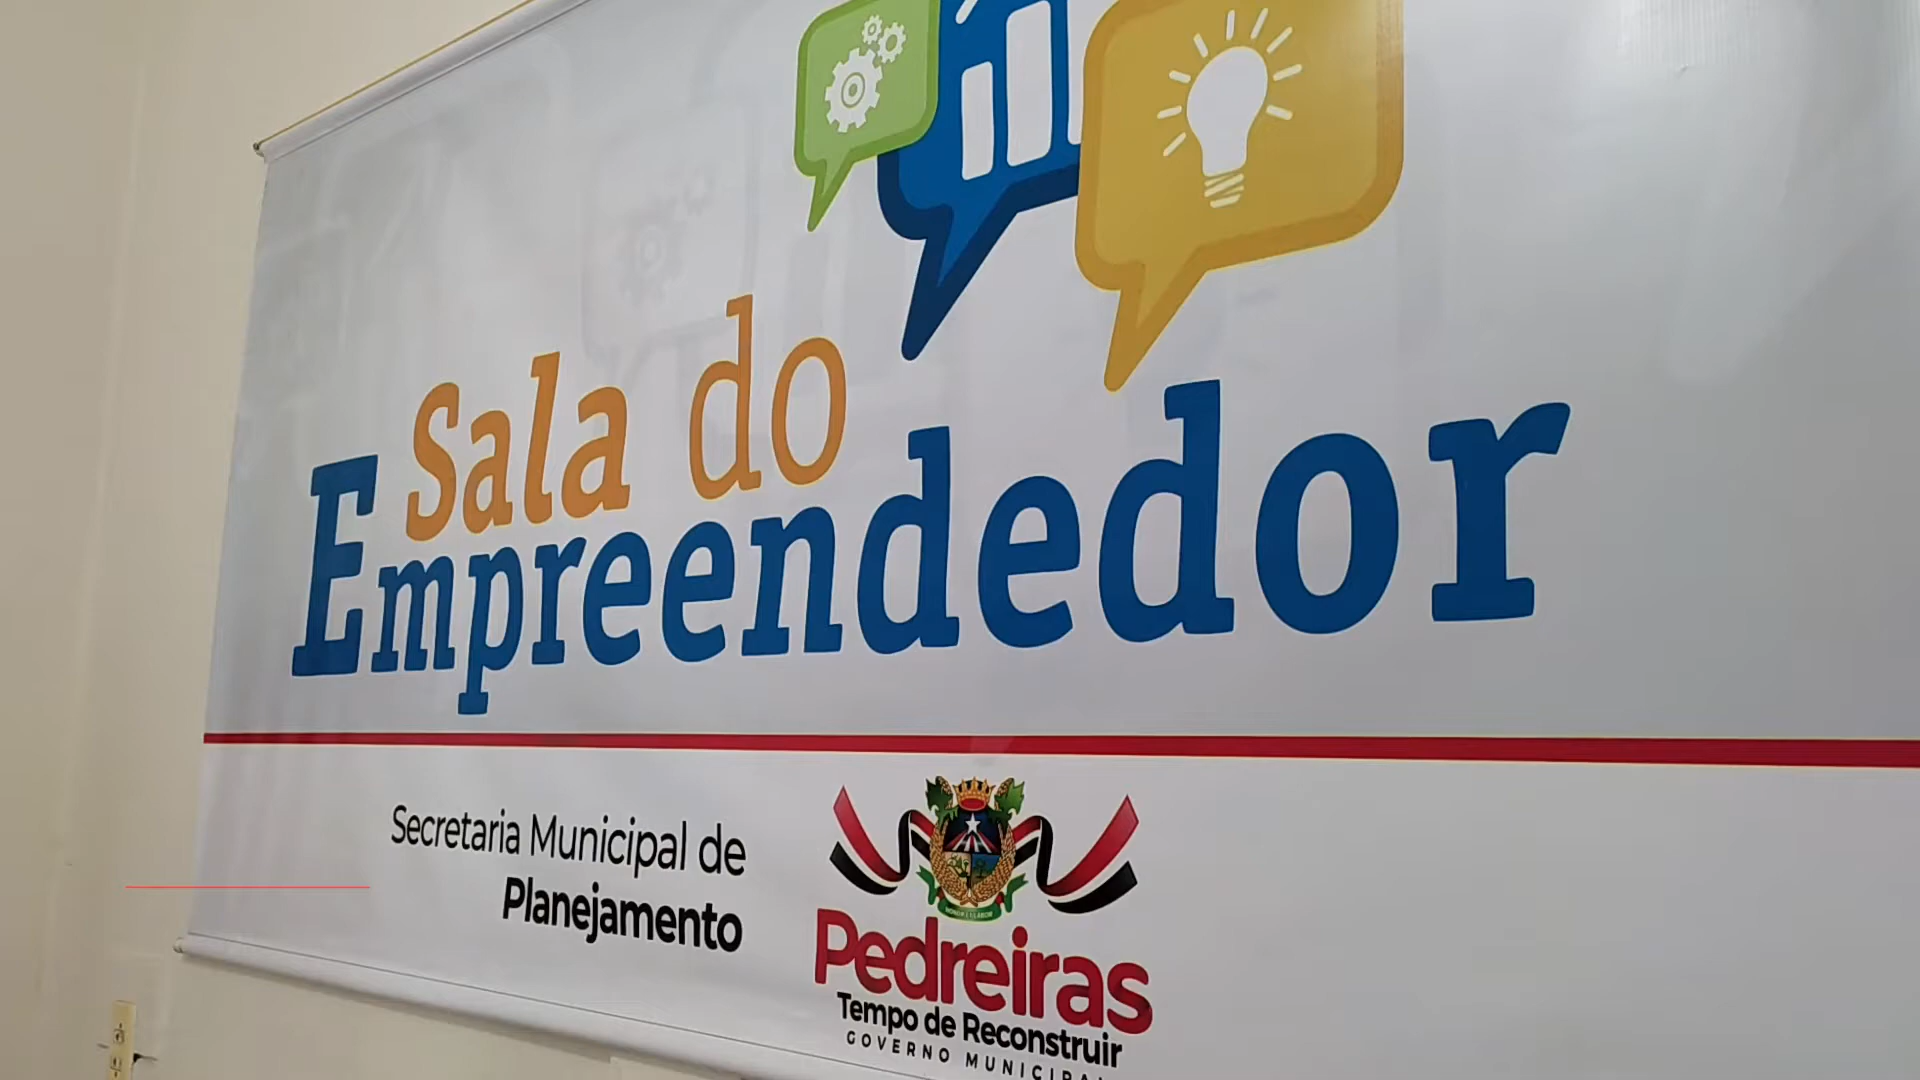 Sala do
Empreendedor
Secretaria Municipal de
Planejamento
Pedreiras
Tempo de Reconstruir
GOVERNO MUNICIPAL